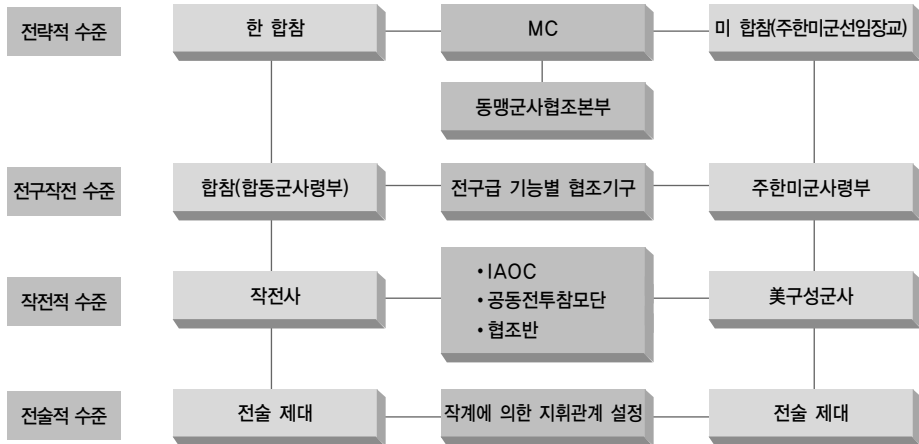 전략적 수준
한 합참
MC
미 합참(주한미군선임장교)
동맹군사협조본부
전구작전 수준
합참(합동군사령부)
전구급 기능별 협조기구
주한미군사령부
작전적 수준
작전사
•IAOC
•공동전투참모단
•협조반
美구성군사
전술적 수준
전술 제대
작계에 의한 지휘관계 설정
전술 제대